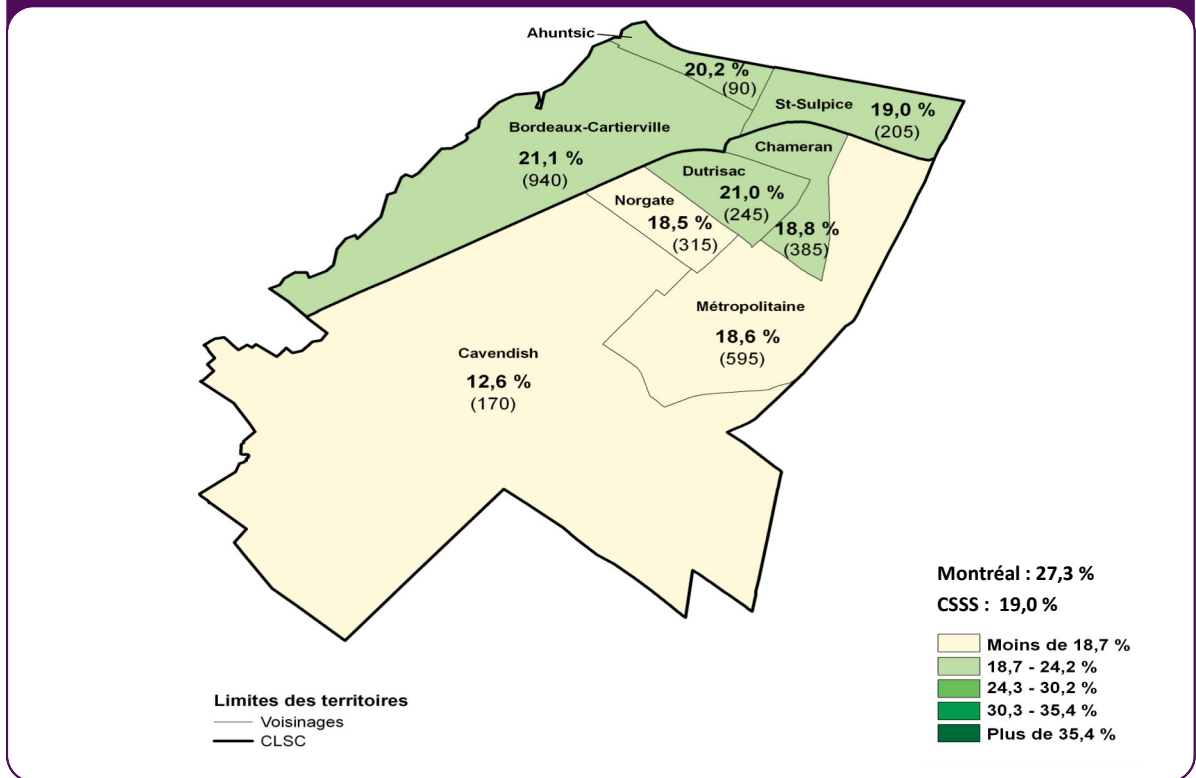 Ahuntsic
20,2 %
(90)
St-Sulpice
19,0 %
(205)
Bordeaux-Cartierville
21,1 %
(940)
Chameran
18,8 %
(385)
Dutrisac
21,0 %
(245)
Norgate
18,5 %
(315)
Métropolitaine
18,6 %
(595)
Cavendish
12,6 %
(170)
Montréal : 27,3 %
CSSS : 19,0 %
Moins de 18,7 %
18,7 - 24,2 %
24,3 - 30,2 %
30,3 - 35,4 %
Plus de 35,4 %
Limites des territoires
Voisinages
CLSC